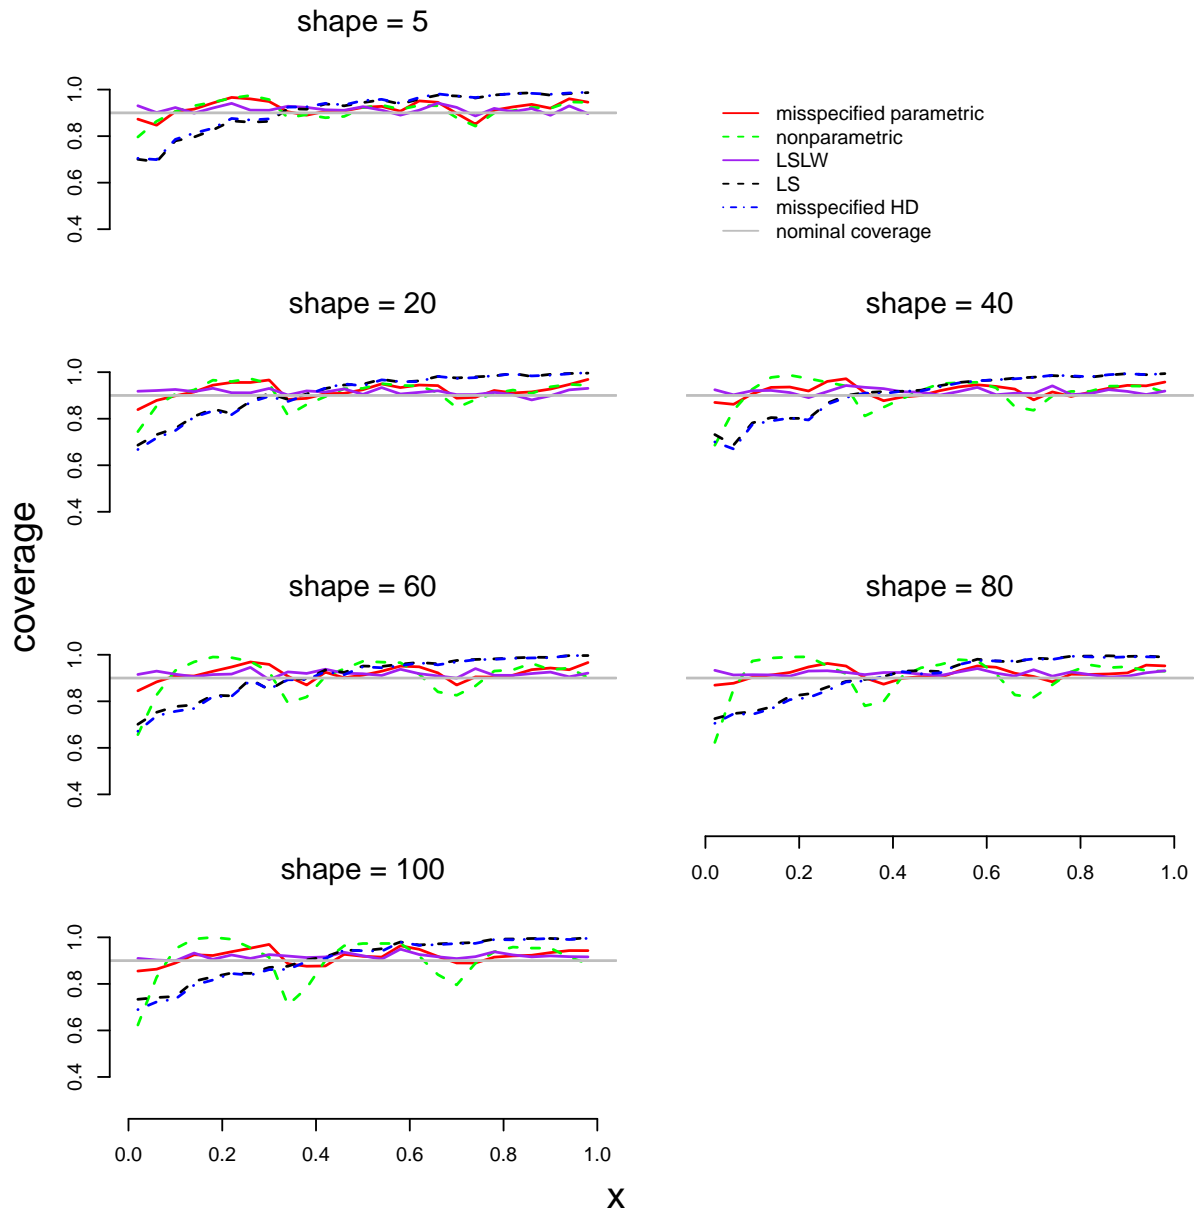 shape = 5
1.0
0.8
0.6
0.4
misspecified parametric
nonparametric
LSLW
LS
misspecified HD
nominal coverage
shape = 20
1.0
0.8
0.6
0.4
shape = 40
coverage
shape = 60
1.0
0.8
0.6
0.4
shape = 80
0.0 0.2 0.4 0.6 0.8 1.0
shape = 100
1.0
0.8
0.6
0.4
0.0 0.2 0.4 0.6 0.8 1.0
x